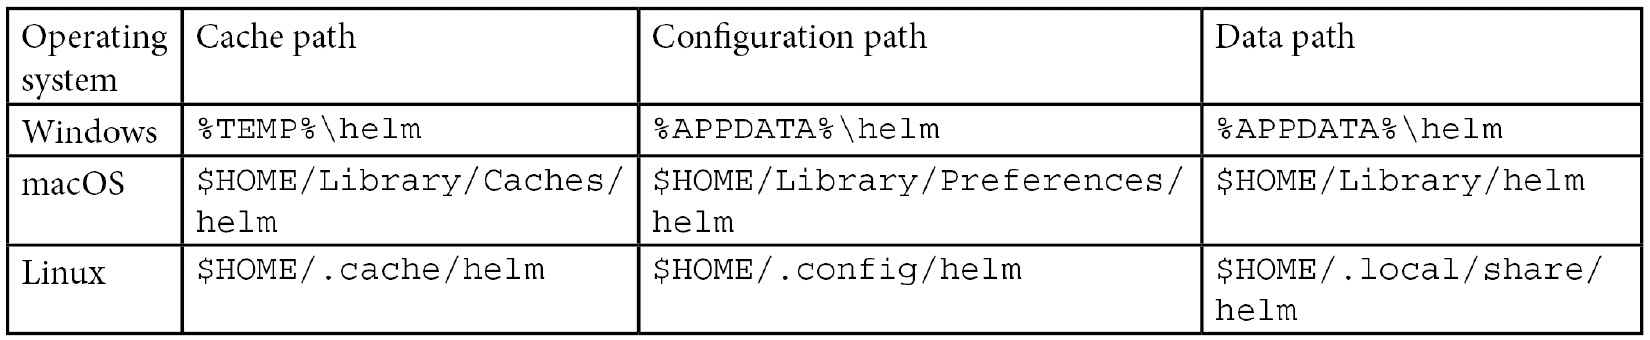 Operating system
Cache path
Configuration path
Data path
Windows
%TEMP%\helm
%APPDATA%\helm
%APPDATA%\helm
macOS
$HOME/Library/Caches/
helm
$HOME/Library/Preferences/
helm
$HOME/Library/helm
Linux
$HOME/.cache/helm
$HOME/.config/helm
$HOME/.local/share/
helm